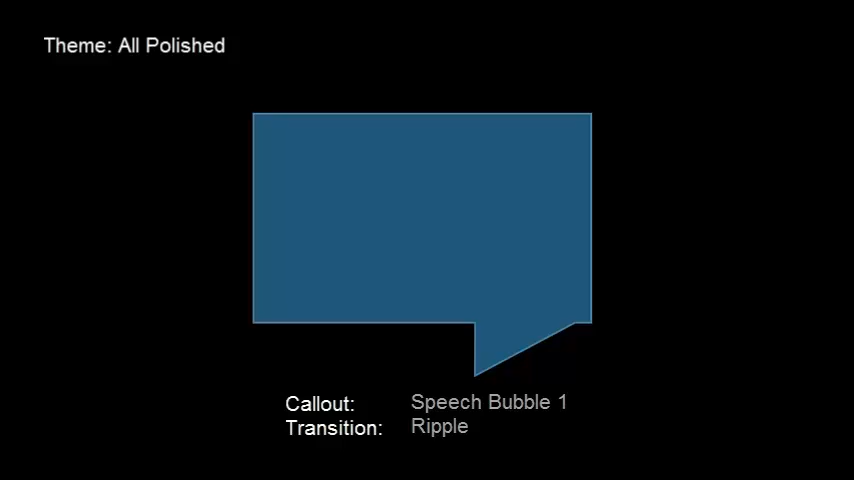 Theme: All Polished
Callout: Speech Bubble 1
Transition: Ripple